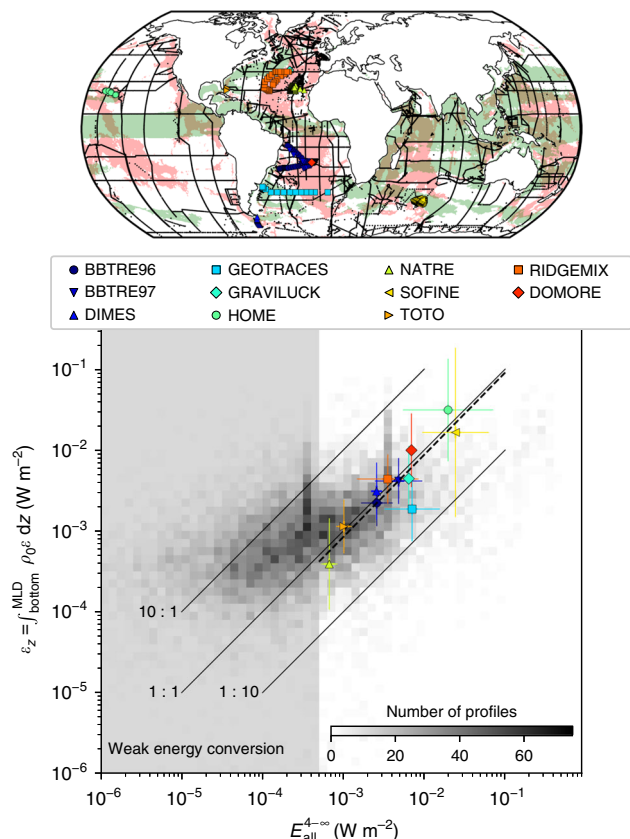 BBTRE96 GEOTRACES NATRE RIDGEMIX
BBTRE97 GRAVILUCK SOFINE DOMORE
DIMES HOME TOTO
10⁻¹
10⁻²
10⁻³
10⁻⁴
10⁻⁵
10⁻⁶
ε_z = ∫_bottom^MLD ρ₀ε dz (W m⁻²)
10 : 1
1 : 1
1 : 10
Number of profiles
0 20 40 60
Weak energy conversion
10⁻⁶ 10⁻⁵ 10⁻⁴ 10⁻³ 10⁻² 10⁻¹
E_all^4−∞ (W m⁻²)